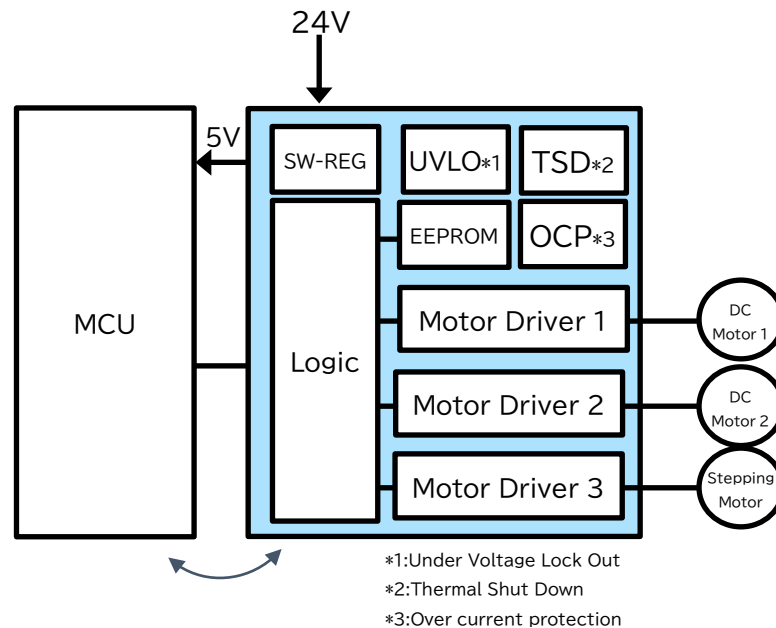 24V
5V
SW-REG
UVLO*1
TSD*2
EEPROM
OCP*3
MCU
Logic
Motor Driver 1
DC
Motor 1
Motor Driver 2
DC
Motor 2
Motor Driver 3
Stepping
Motor
*1:Under Voltage Lock Out
*2:Thermal Shut Down
*3:Over current protection